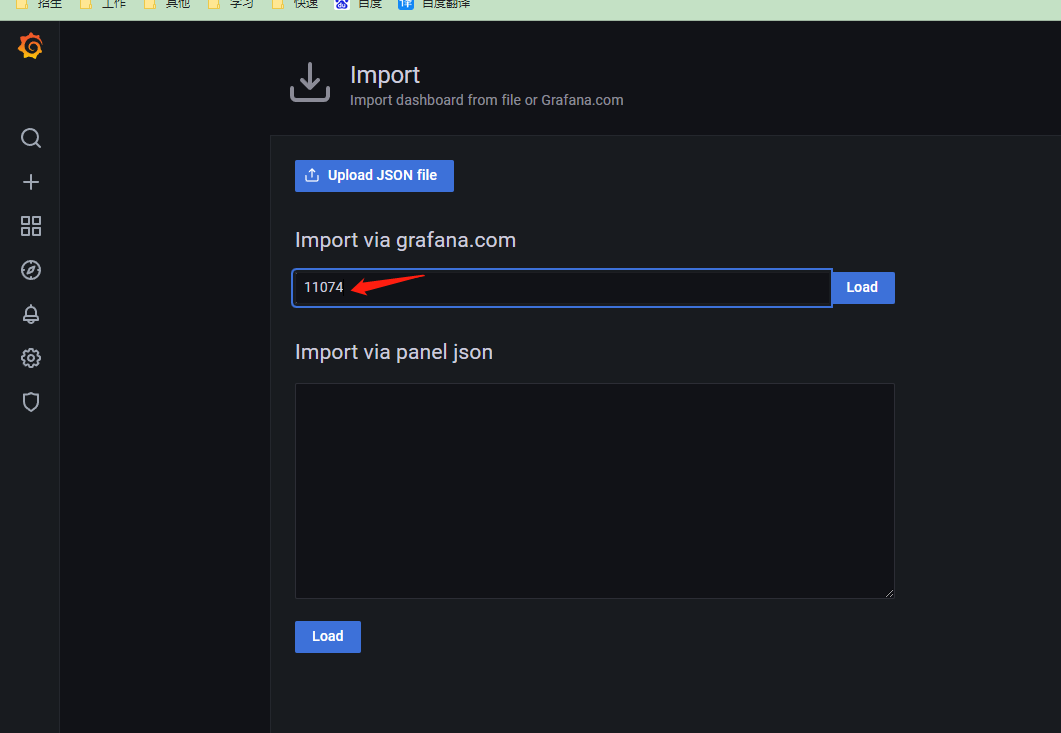 招生 工作 其他 学习 快速 百度 译 百度翻译
Import
Import dashboard from file or Grafana.com
Upload JSON file
Import via grafana.com
11074 Load
Import via panel json
Load